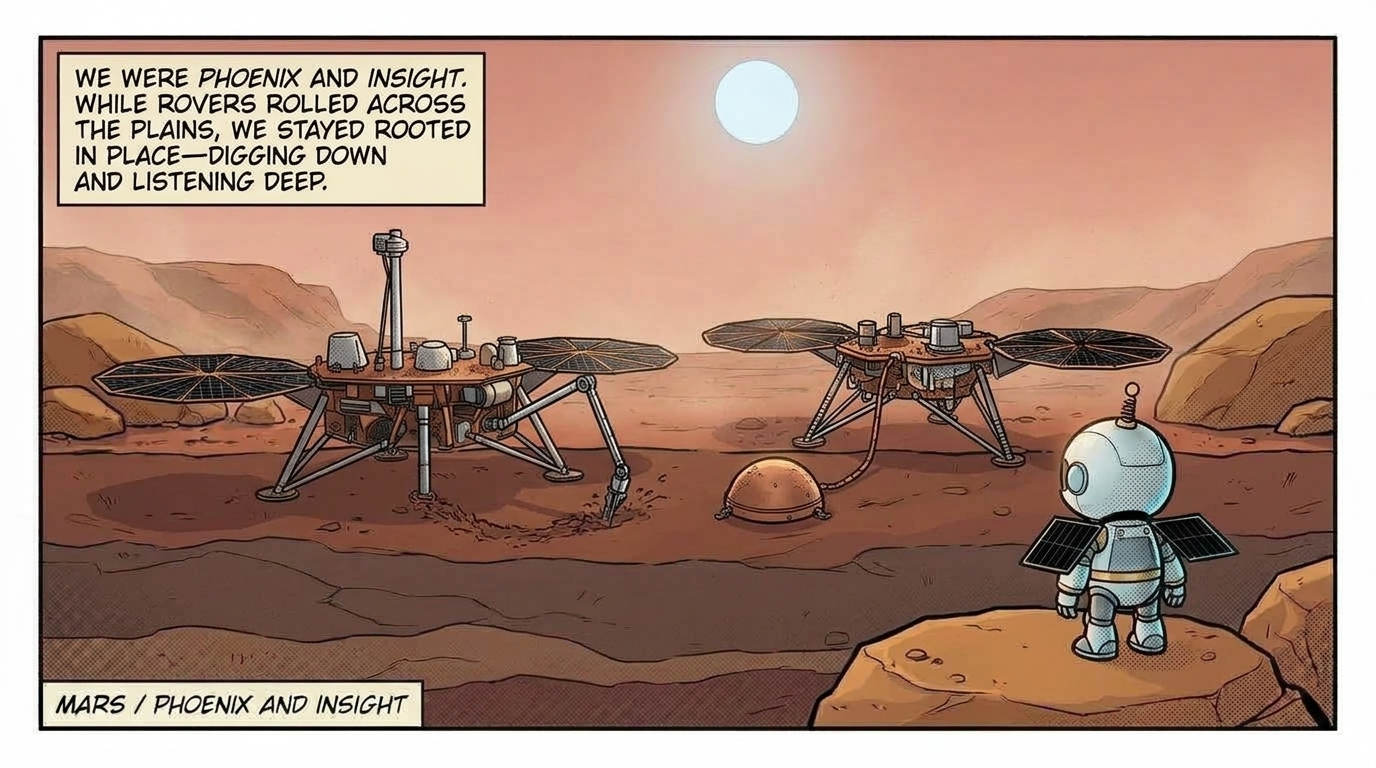 WE WERE PHOENIX AND INSIGHT.
WHILE ROVERS ROLLED ACROSS
THE PLAINS, WE STAYED ROOTED
IN PLACE—DIGGING DOWN
AND LISTENING DEEP.
MARS / PHOENIX AND INSIGHT